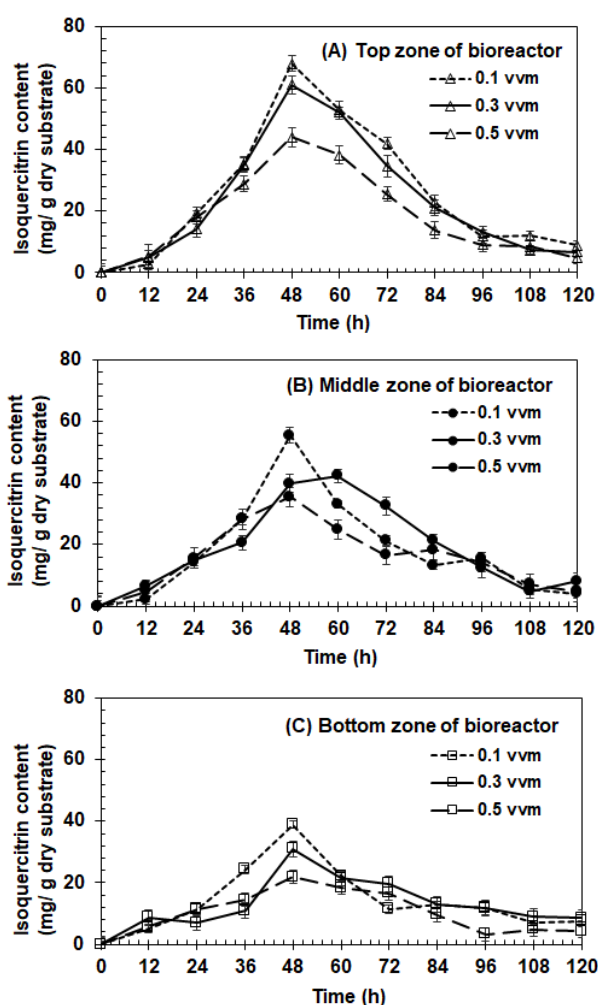 80
(A) Top zone of bioreactor
0.1 vvm
60
0.3 vvm
0.5 vvm
40
20
0
Isoquercitrin content
(mg/ g dry substrate)
0 12 24 36 48 60 72 84 96 108 120
Time (h)
80
(B) Middle zone of bioreactor
0.1 vvm
60
0.3 vvm
0.5 vvm
40
20
0
Isoquercitrin content
(mg/ g dry substrate)
0 12 24 36 48 60 72 84 96 108 120
Time (h)
80
(C) Bottom zone of bioreactor
0.1 vvm
60
0.3 vvm
0.5 vvm
40
20
0
Isoquercitrin content
(mg/ g dry substrate)
0 12 24 36 48 60 72 84 96 108 120
Time (h)